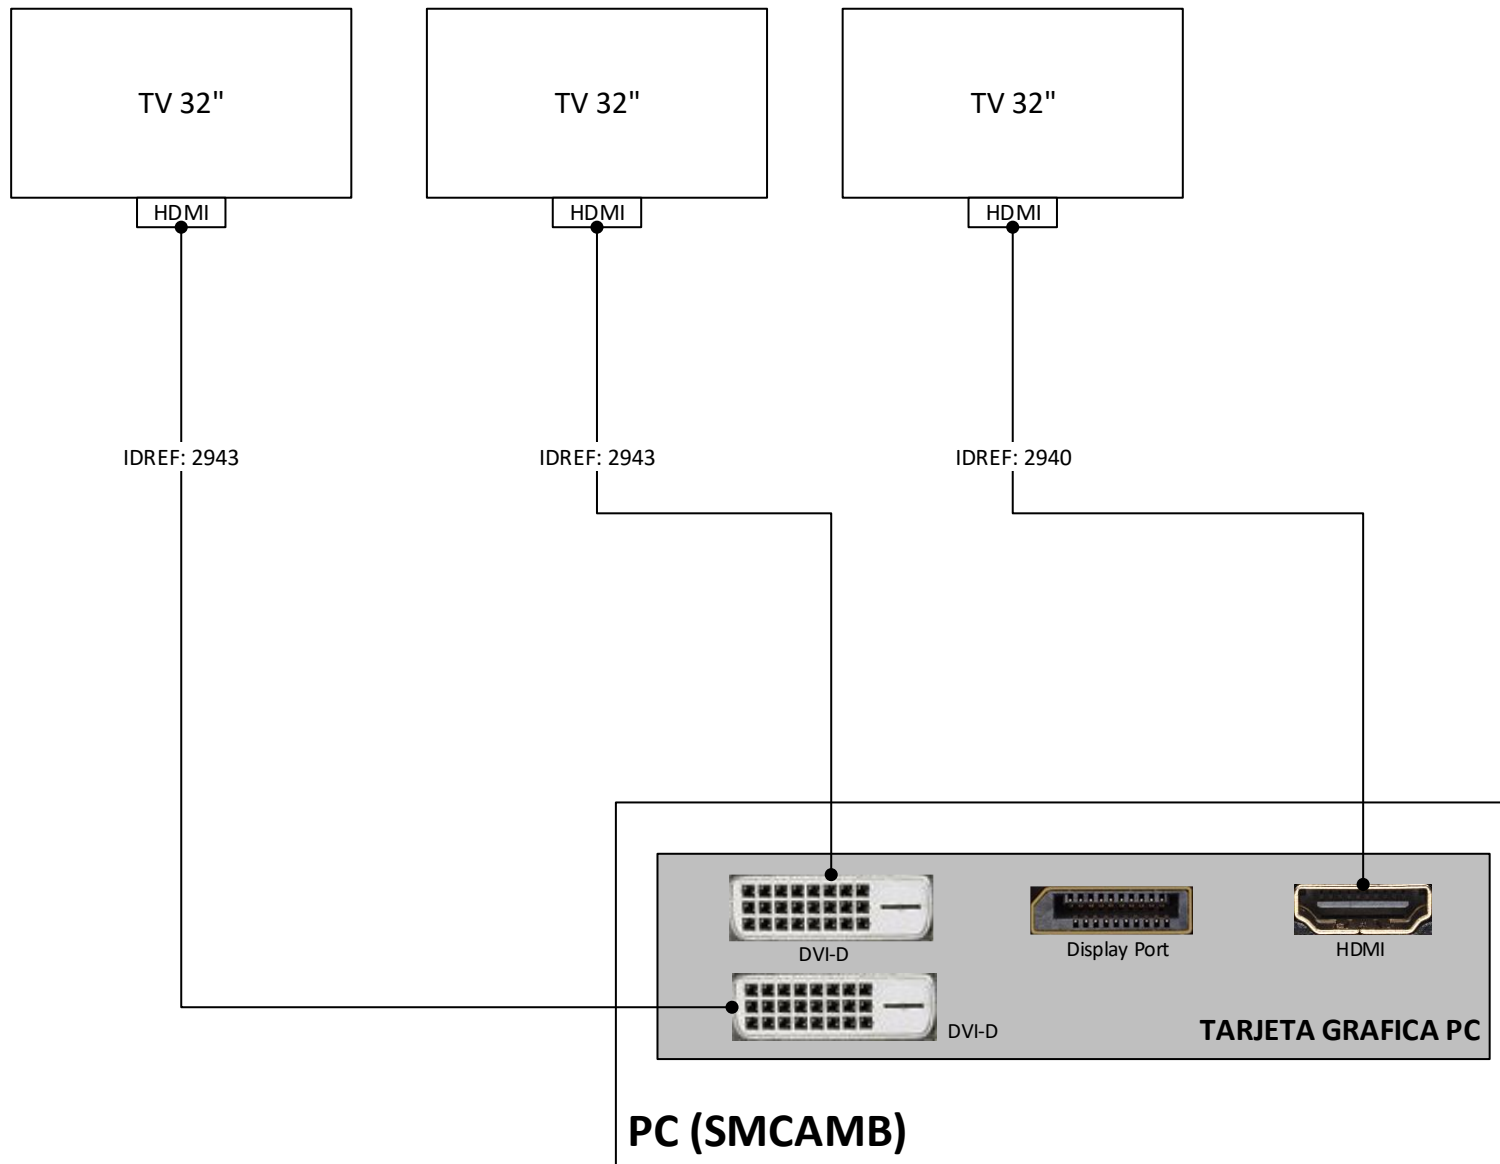 TV 32"
TV 32"
TV 32"
HDMI
HDMI
HDMI
IDREF: 2943
IDREF: 2943
IDREF: 2940
DVI-D
Display Port
HDMI
DVI-D
TARJETA GRAFICA PC
PC (SMCAMB)